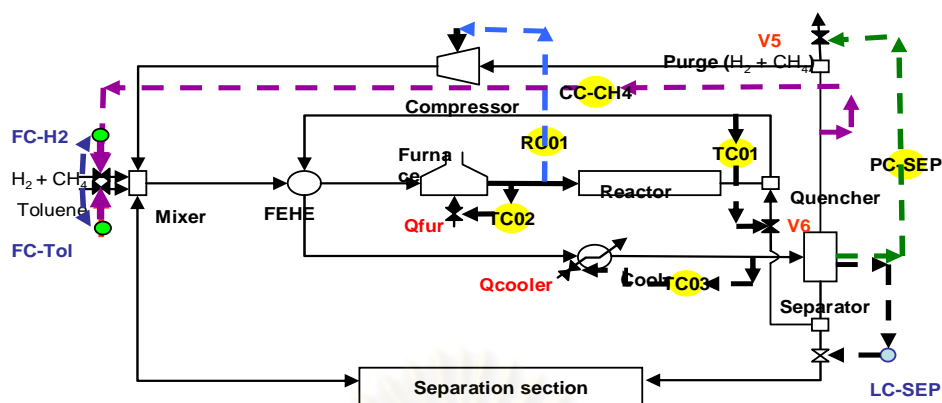 V5
Purge (H₂ + CH₄)
CC-CH4
Compressor
FC-H2
RC01
TC01
PC-SEP
Furna
ce
H₂ + CH₄
Reactor
Quencher
Toluene
Mixer
FEHE
TC02
Qfur
V6
FC-Tol
Cool
TC03
Qcooler
Separator
Separation section
LC-SEP